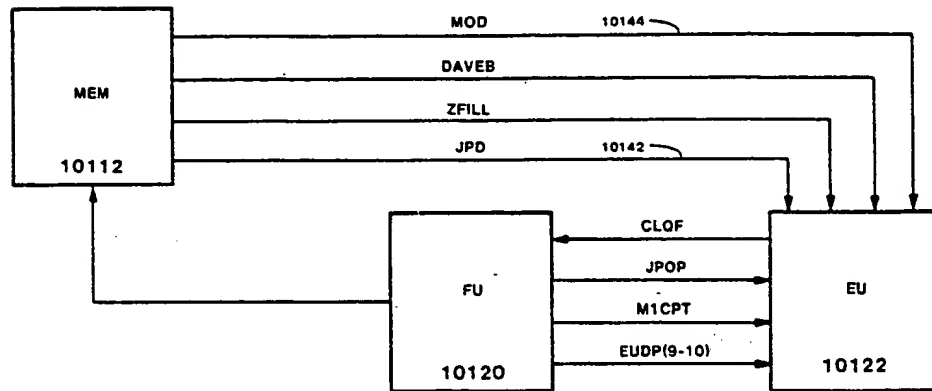 MOD
10144
DAVEB
MEM
ZFILL
JPD
10142
10112
CLQF
JPOP
FU
EU
M1CPT
EUDP(9-10)
10120
10122